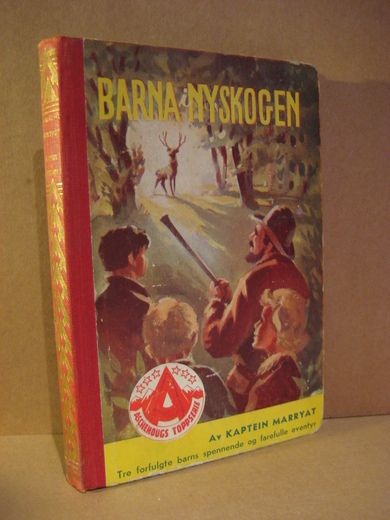 BARNA i NYSKOGEN
ASCHEHOUGS TOPPSERIE
AV KAPTEIN MARRYAT
Tre forfulgte barns spennende og farefulle eventyr